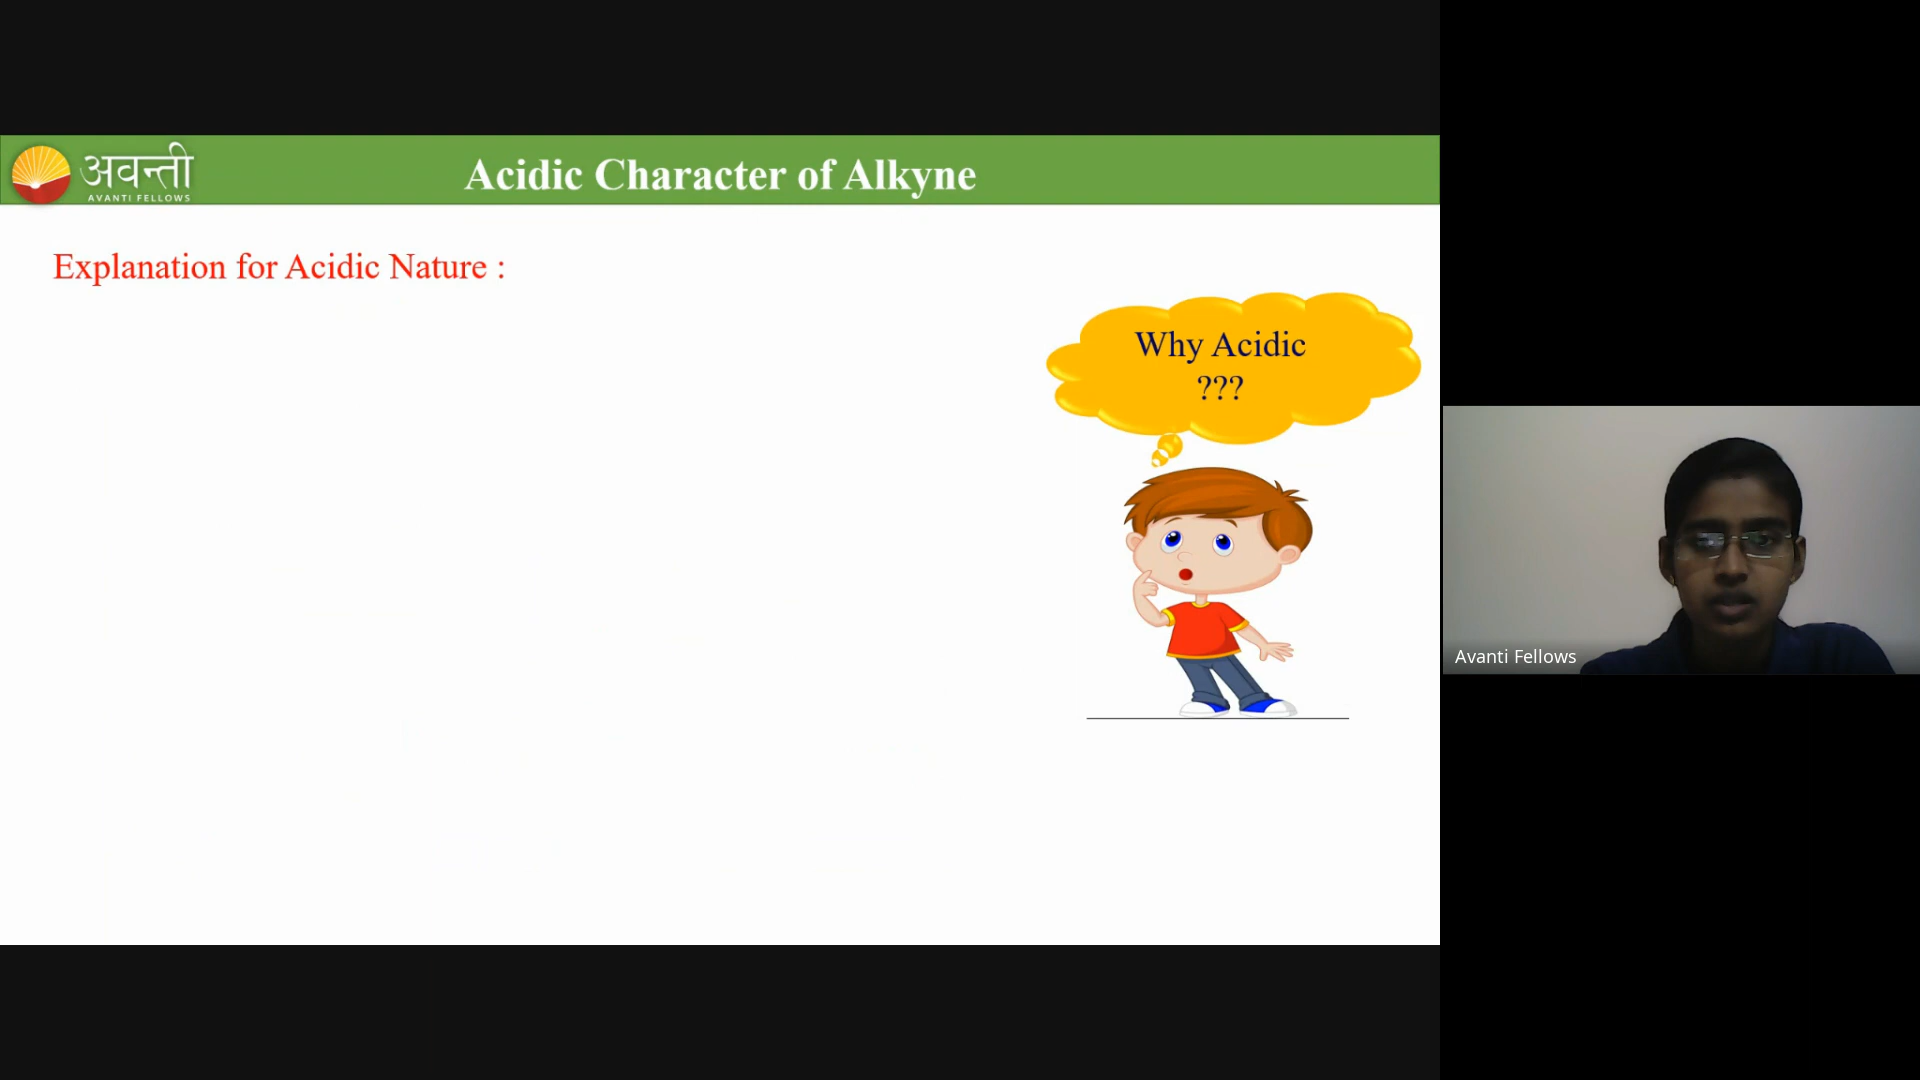 अवन्ती
AVANTI FELLOWS
Acidic Character of Alkyne
Explanation for Acidic Nature :
Why Acidic
???
Avanti Fellows